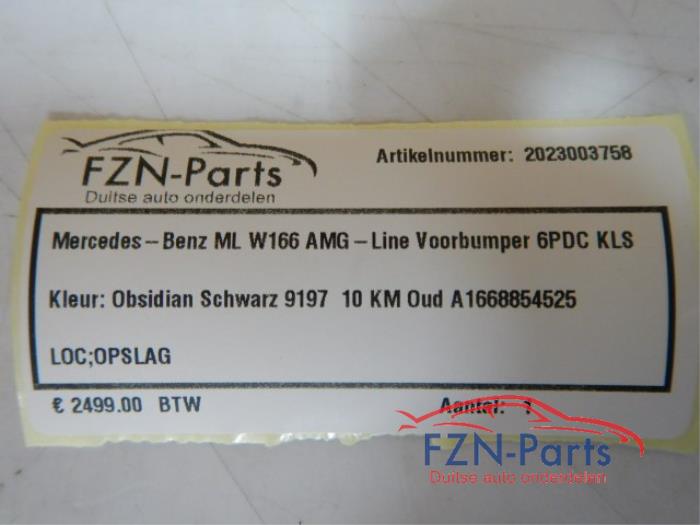 FZN-Parts
Duitse auto onderdelen
Artikelnummer: 2023003758
Mercedes-Benz ML W166 AMG-Line Voorbumper 6PDC KLS
Kleur: Obsidian Schwarz 9197 10 KM Oud A1668854525
LOC;OPSLAG
€ 2499.00 BTW
Aantal: 1
FZN-Parts
Duitse auto onderdelen